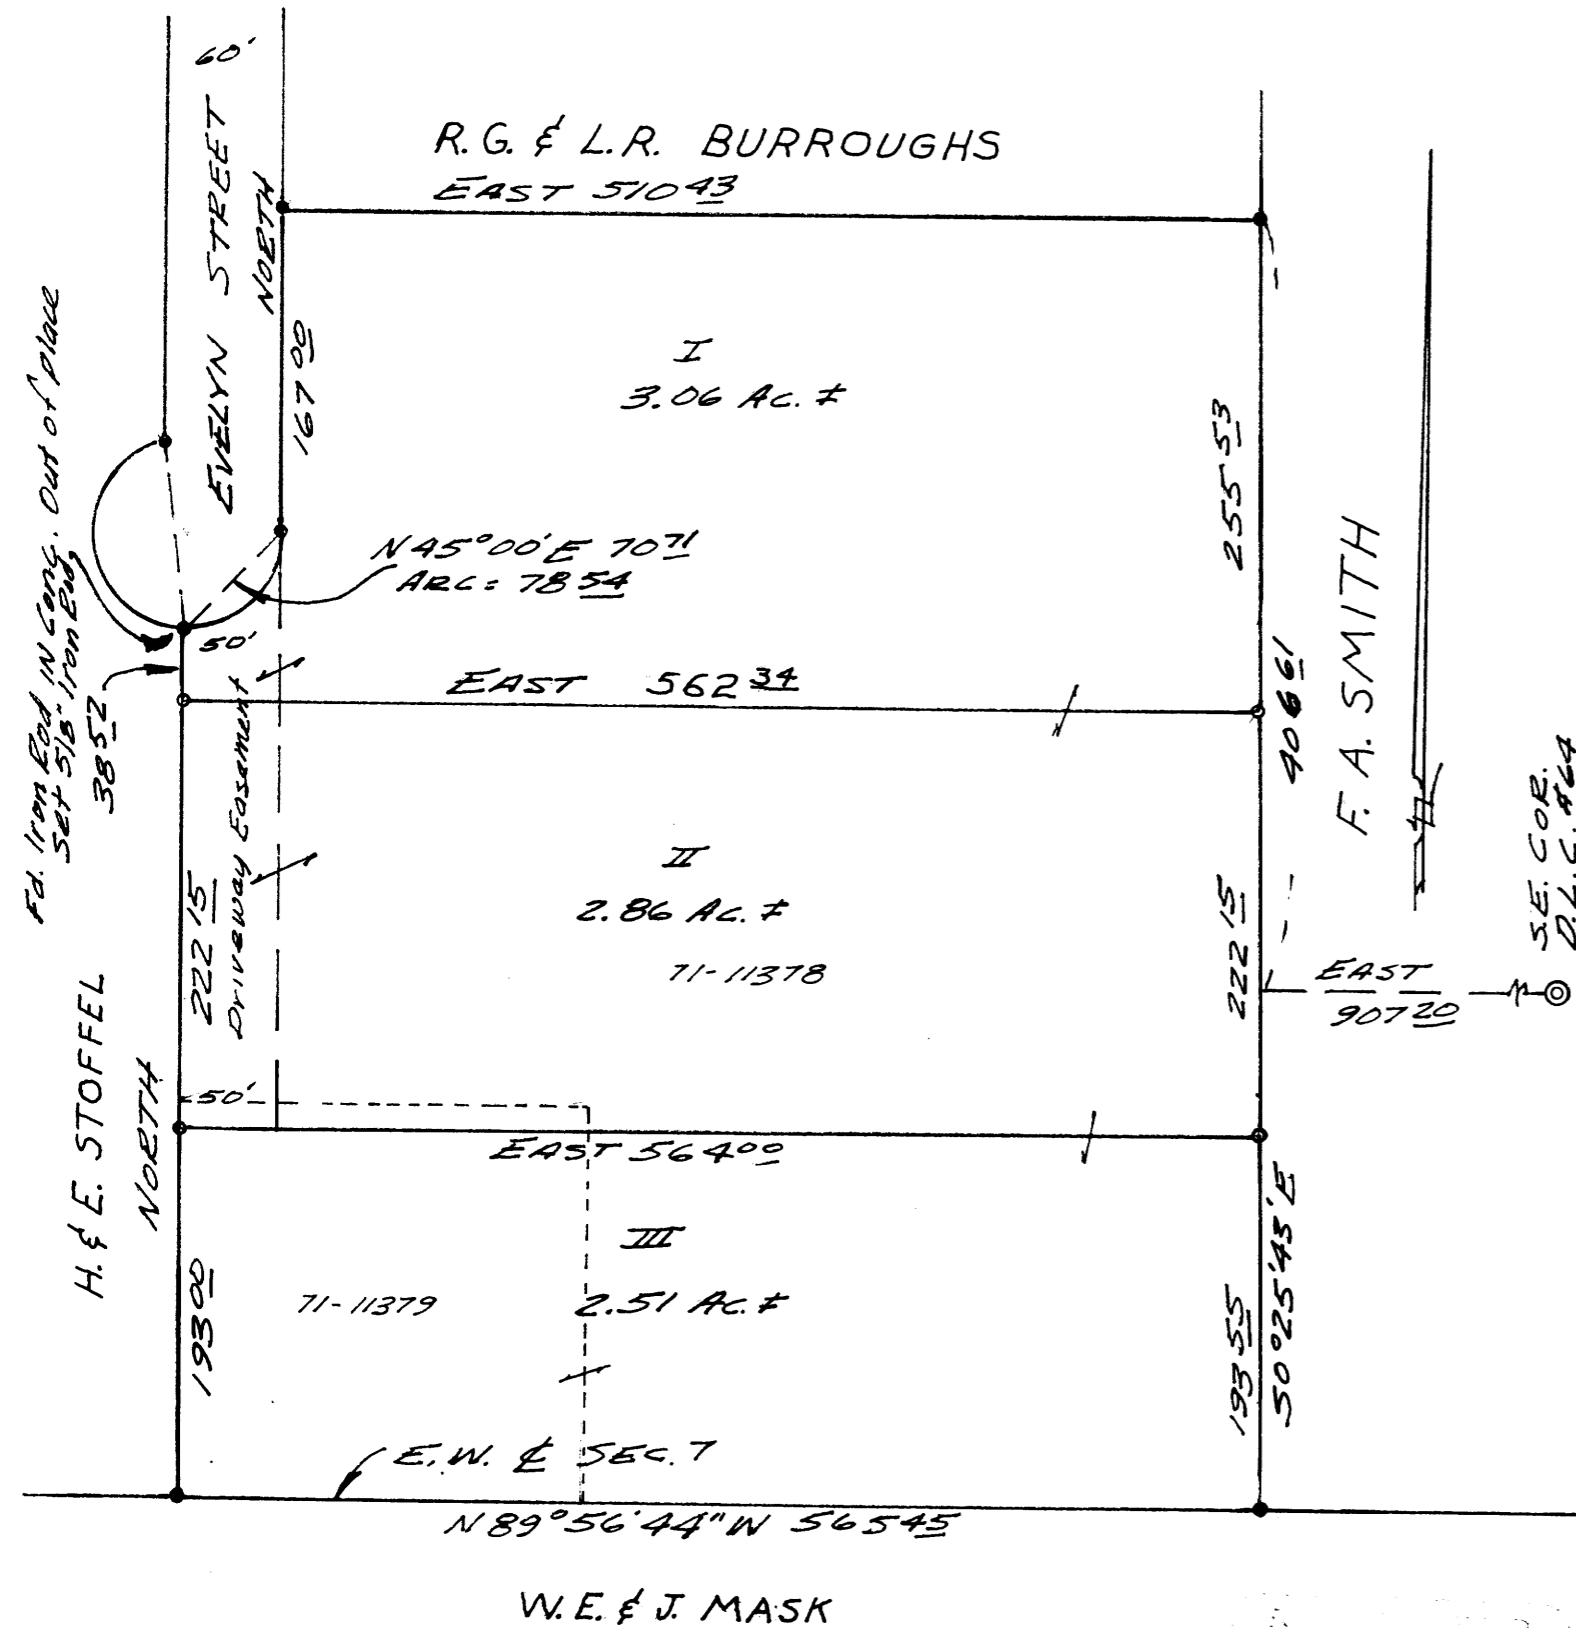 60'
EVELYN STREET
NORTH
R.G. & L.R. BURROUGHS
EAST 510 43
167 00
I
3.06 Ac. ±
255 53
Fd. Iron Rod IN Conc. Out of place
Set 5/8" Iron Rod
N 45°00' E 70 71
ARC = 78 54
50'
38 52
EAST 562 34
406 61
F. A. SMITH
222 15
Driveway Easement
II
2.86 Ac. ±
71-11378
222 15
S.E. COR.
D.L.C. #64
EAST
907 20
H. & E. STOFFEL
NORTH
50'
EAST 564 00
III
71-11379
2.51 Ac. ±
193 00
193 55
S0°25'45"E
E.W. ₵ SEC. 7
N 89°56'44" W 565 45
W. E. & J. MASK